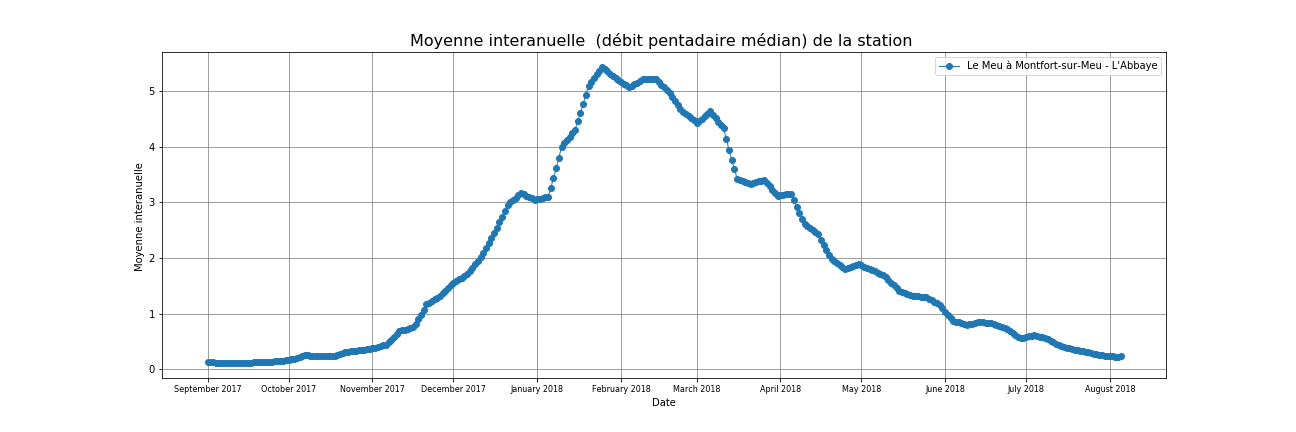 Moyenne interanuelle  (débit pentadaire médian) de la station
Le Meu à Montfort-sur-Meu - L'Abbaye
Moyenne interanuelle
5
4
3
2
1
0
September 2017 October 2017 November 2017 December 2017 January 2018 February 2018 March 2018 April 2018 May 2018 June 2018 July 2018 August 2018
Date